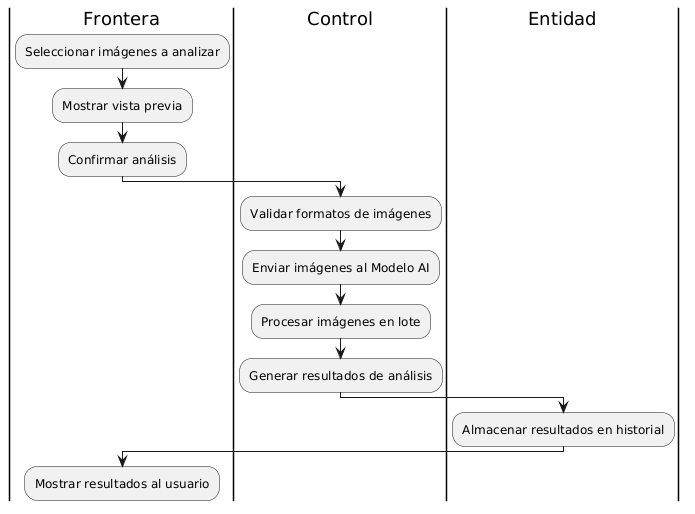 Frontera
Control
Entidad
Seleccionar imágenes a analizar
Mostrar vista previa
Confirmar análisis
Validar formatos de imágenes
Enviar imágenes al Modelo AI
Procesar imágenes en lote
Generar resultados de análisis
Almacenar resultados en historial
Mostrar resultados al usuario